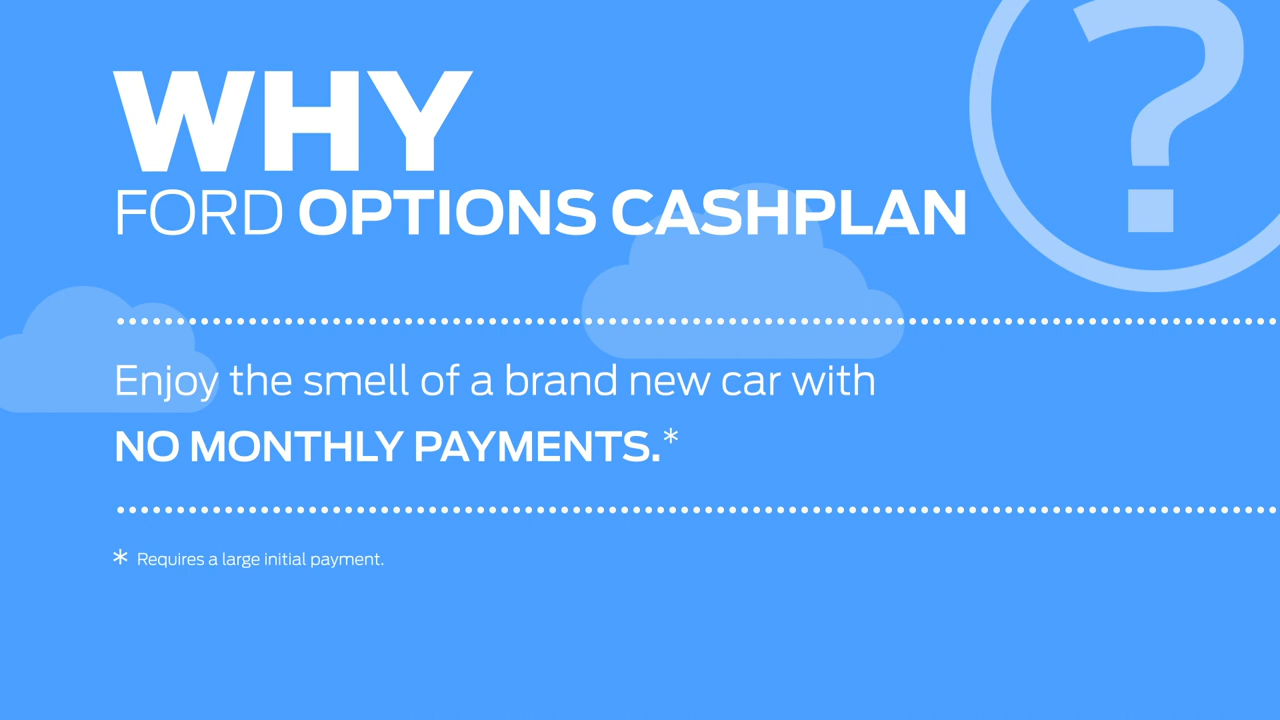 ?
WHY
FORD OPTIONS CASHPLAN
Enjoy the smell of a brand new car with
NO MONTHLY PAYMENTS.*
* Requires a large initial payment.